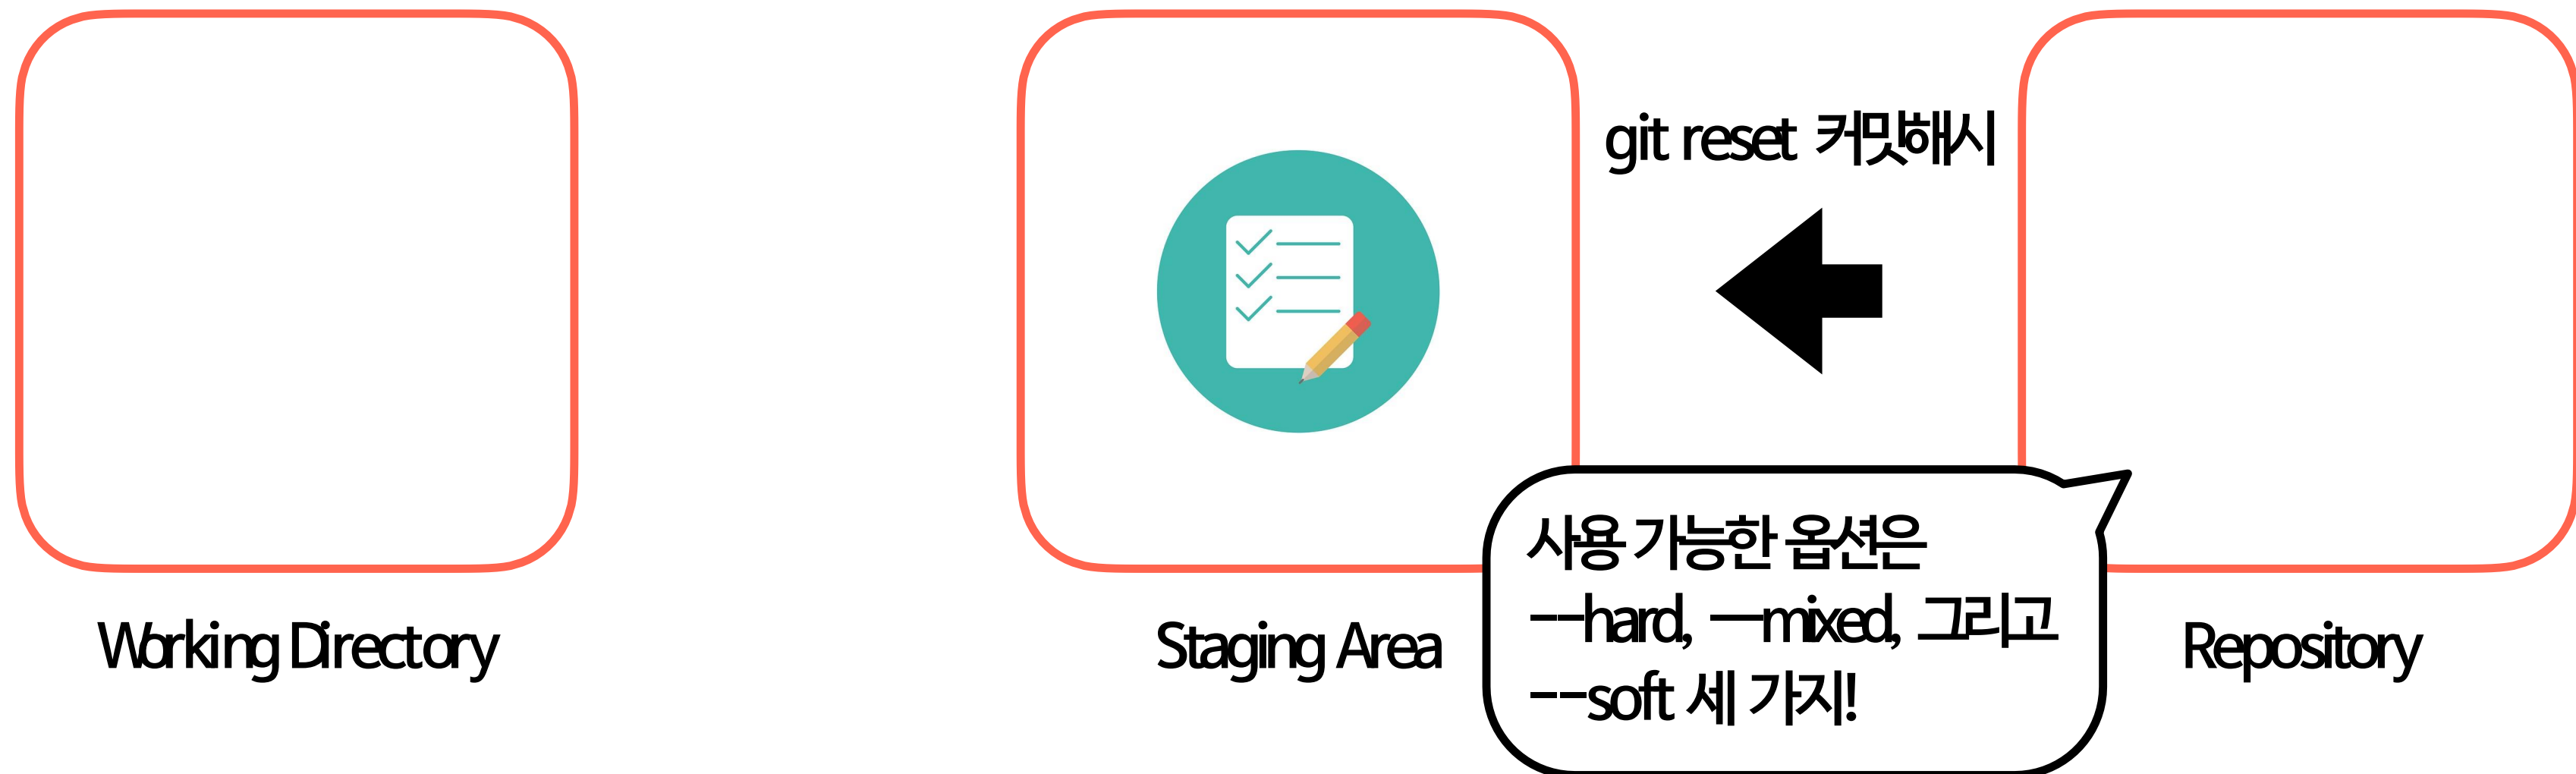 git reset 커밋해시
사용 가능한 옵션은
--hard, --mixed, 그리고
--soft 세 가지!
Working Directory
Staging Area
Repository